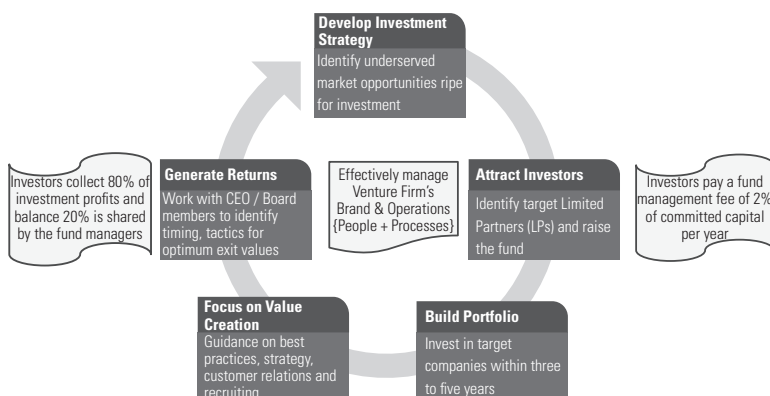 Develop Investment
Strategy
Identify underserved
market opportunities ripe
for investment
Investors collect 80% of
investment profits and
balance 20% is shared
by the fund managers
Generate Returns
Work with CEO / Board
members to identify
timing, tactics for
optimum exit values
Effectively manage
Venture Firm's
Brand & Operations
{People + Processes}
Attract Investors
Identify target Limited
Partners (LPs) and raise
the fund
Investors pay a fund
management fee of 2%
of committed capital
per year
Focus on Value
Creation
Guidance on best
practices, strategy,
customer relations and
recruiting
Build Portfolio
Invest in target
companies within three
to five years